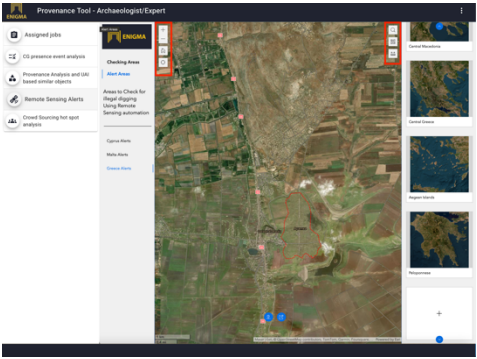 ENIGMA
Provenance Tool - Archaeologist/Expert
Assigned jobs
CG presence event analysis
Provenance Analysis and UAI
based similar objects
Remote Sensing Alerts
Crowd Sourcing hot spot
analysis
ENIGMA
Checking Areas
Alert Areas
Areas to Check for
illegal digging
Using Remote
Sensing automation
Cyprus Alerts
Malta Alerts
Greece Alerts
Central Macedonia
Central Greece
Aegean Islands
Peloponnese